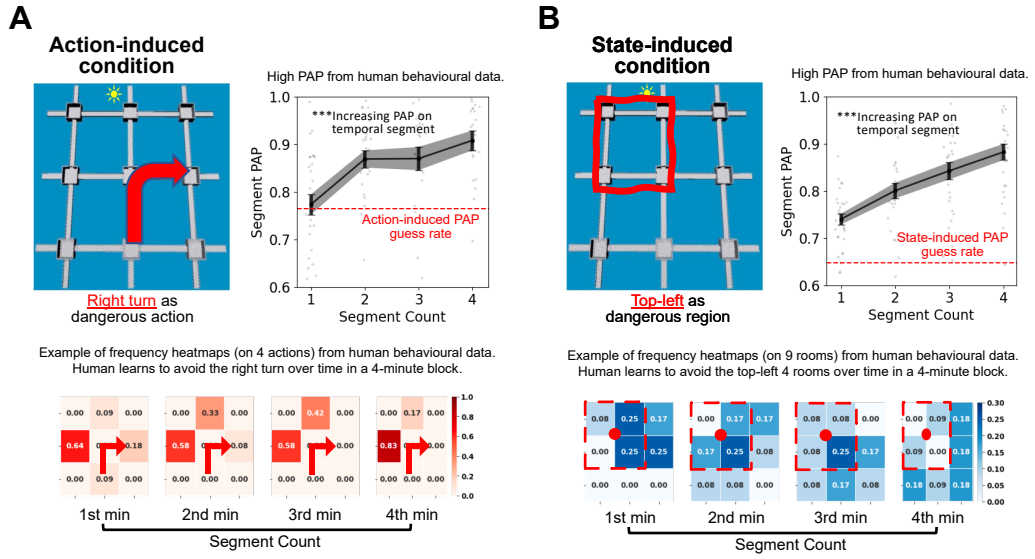 A
Action-induced
condition
High PAP from human behavioural data.
1.0
0.9
0.8
0.7
0.6
Segment PAP
***Increasing PAP on
temporal segment
Action-induced PAP
guess rate
1 2 3 4
Segment Count
Right turn as
dangerous action
Example of frequency heatmaps (on 4 actions) from human behavioural data.
Human learns to avoid the right turn over time in a 4-minute block.
0.00 0.09 0.00
0.64 0.18
0.00 0.09 0.00
0.00 0.33 0.00
0.58 0.08
0.00 0.00
0.00 0.42 0.00
0.58 0.00
0.00 0.00
0.00 0.17 0.00
0.83 0.00
0.00 0.00
1.0
0.8
0.6
0.4
0.2
0.0
1st min 2nd min 3rd min 4th min
Segment Count
B
State-induced
condition
High PAP from human behavioural data.
1.0
0.9
0.8
0.7
0.6
Segment PAP
***Increasing PAP on
temporal segment
State-induced PAP
guess rate
1 2 3 4
Segment Count
Top-left as
dangerous region
Example of frequency heatmaps (on 9 rooms) from human behavioural data.
Human learns to avoid the top-left 4 rooms over time in a 4-minute block.
0.08 0.25 0.17
0.00 0.25 0.25
0.00 0.00 0.00
0.00 0.17 0.17
0.17 0.25 0.08
0.00 0.08 0.08
0.08 0.08 0.00
0.08 0.25 0.17
0.08 0.17 0.08
0.00 0.09 0.18
0.09 0.00 0.18
0.18 0.09 0.18
0.30
0.25
0.20
0.15
0.10
0.05
0.00
1st min 2nd min 3rd min 4th min
Segment Count